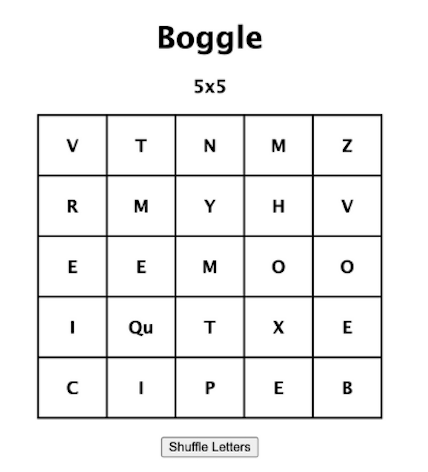 Boggle
5x5
V T N M Z
R M Y H V
E E M O O
I Qu T X E
C I P E B
Shuffle Letters